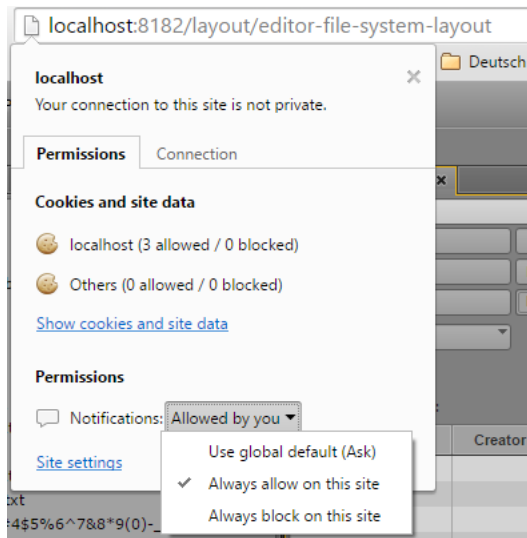 localhost:8182/layout/editor-file-system-layout
Deutsch
localhost
Your connection to this site is not private.
Permissions
Connection
Cookies and site data
localhost (3 allowed / 0 blocked)
Others (0 allowed / 0 blocked)
Show cookies and site data
Permissions
Notifications: Allowed by you
Use global default (Ask)
Creator
Site settings
Always allow on this site
Always block on this site
txt
#4$5%6^7&8*9(0)-_